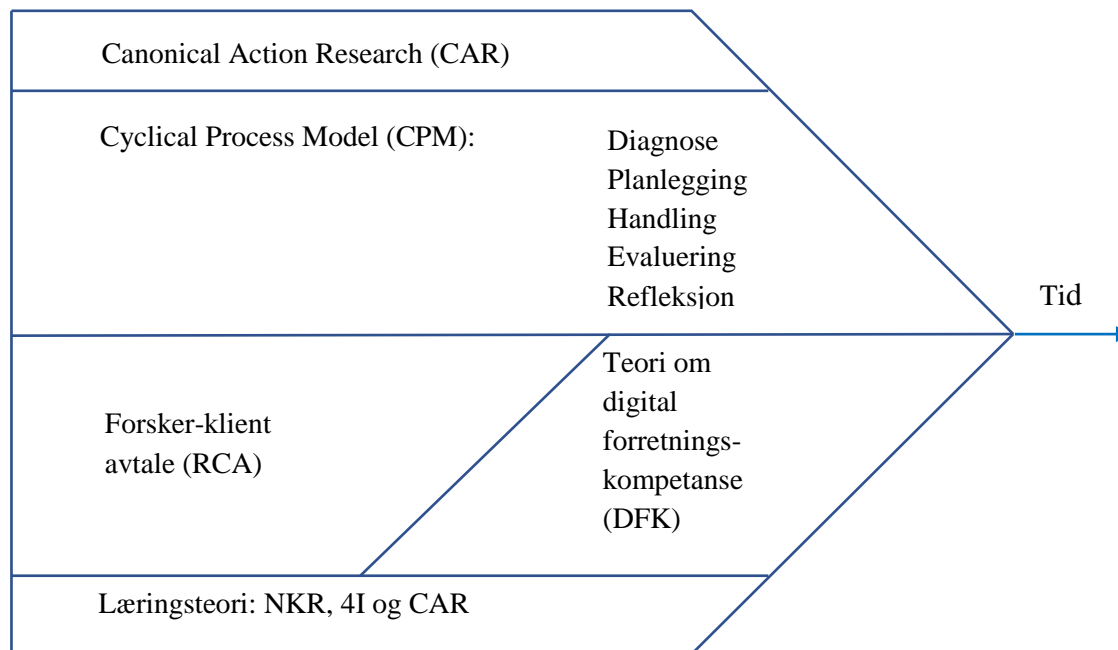 Canonical Action Research (CAR)
Cyclical Process Model (CPM):
Diagnose
Planlegging
Handling
Evaluering
Refleksjon
Tid
Forsker-klient
avtale (RCA)
Teori om
digital
forretnings-
kompetanse
(DFK)
Læringsteori: NKR, 4I og CAR